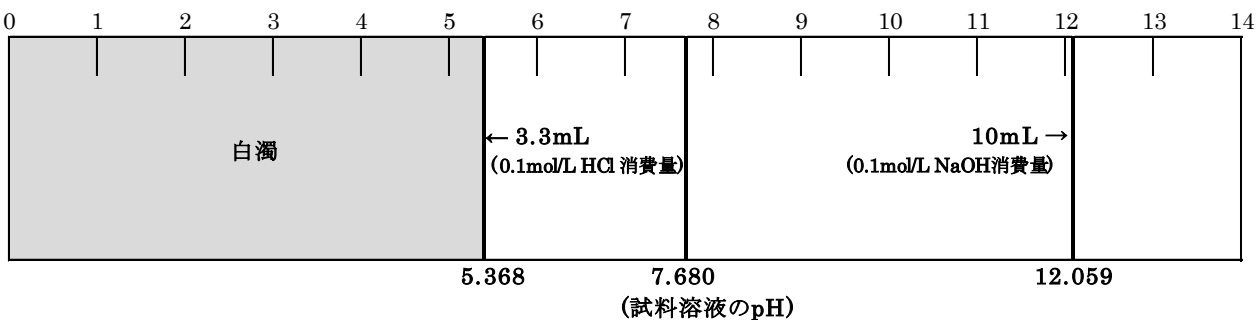 0 1 2 3 4 5 6 7 8 9 10 11 12 13 14
← 3.3mL
10mL →
白濁
(0.1mol/L HCl 消費量)
(0.1mol/L NaOH消費量)
5.368 7.680 12.059
(試料溶液のpH)